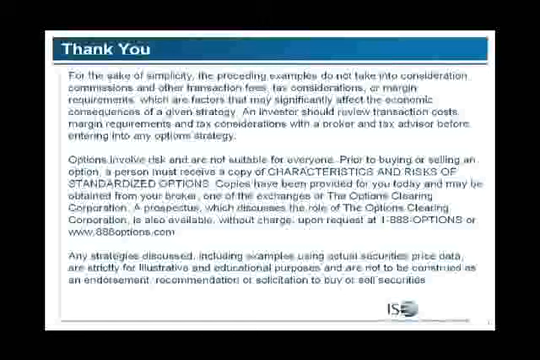 Thank You
For the sake of simplicity, the preceding examples do not take into consideration
commissions and other transaction fees, tax considerations, or margin
requirements, which are factors that may significantly affect the economic
consequences of a given strategy. An investor should review transaction costs,
margin requirements and tax considerations with a broker and tax advisor before
entering into any options strategy.
Options involve risk and are not suitable for everyone. Prior to buying or selling an
option, a person must receive a copy of CHARACTERISTICS AND RISKS OF
STANDARDIZED OPTIONS. Copies have been provided for you today and may be
obtained from your broker, one of the exchanges or The Options Clearing
Corporation. A prospectus, which discusses the role of The Options Clearing
Corporation, is also available, without charge, upon request at 1-888-OPTIONS or
www.888options.com
Any strategies discussed, including examples using actual securities price data,
are strictly for illustrative and educational purposes and are not to be construed as
an endorsement, recommendation or solicitation to buy or sell securities
ISE